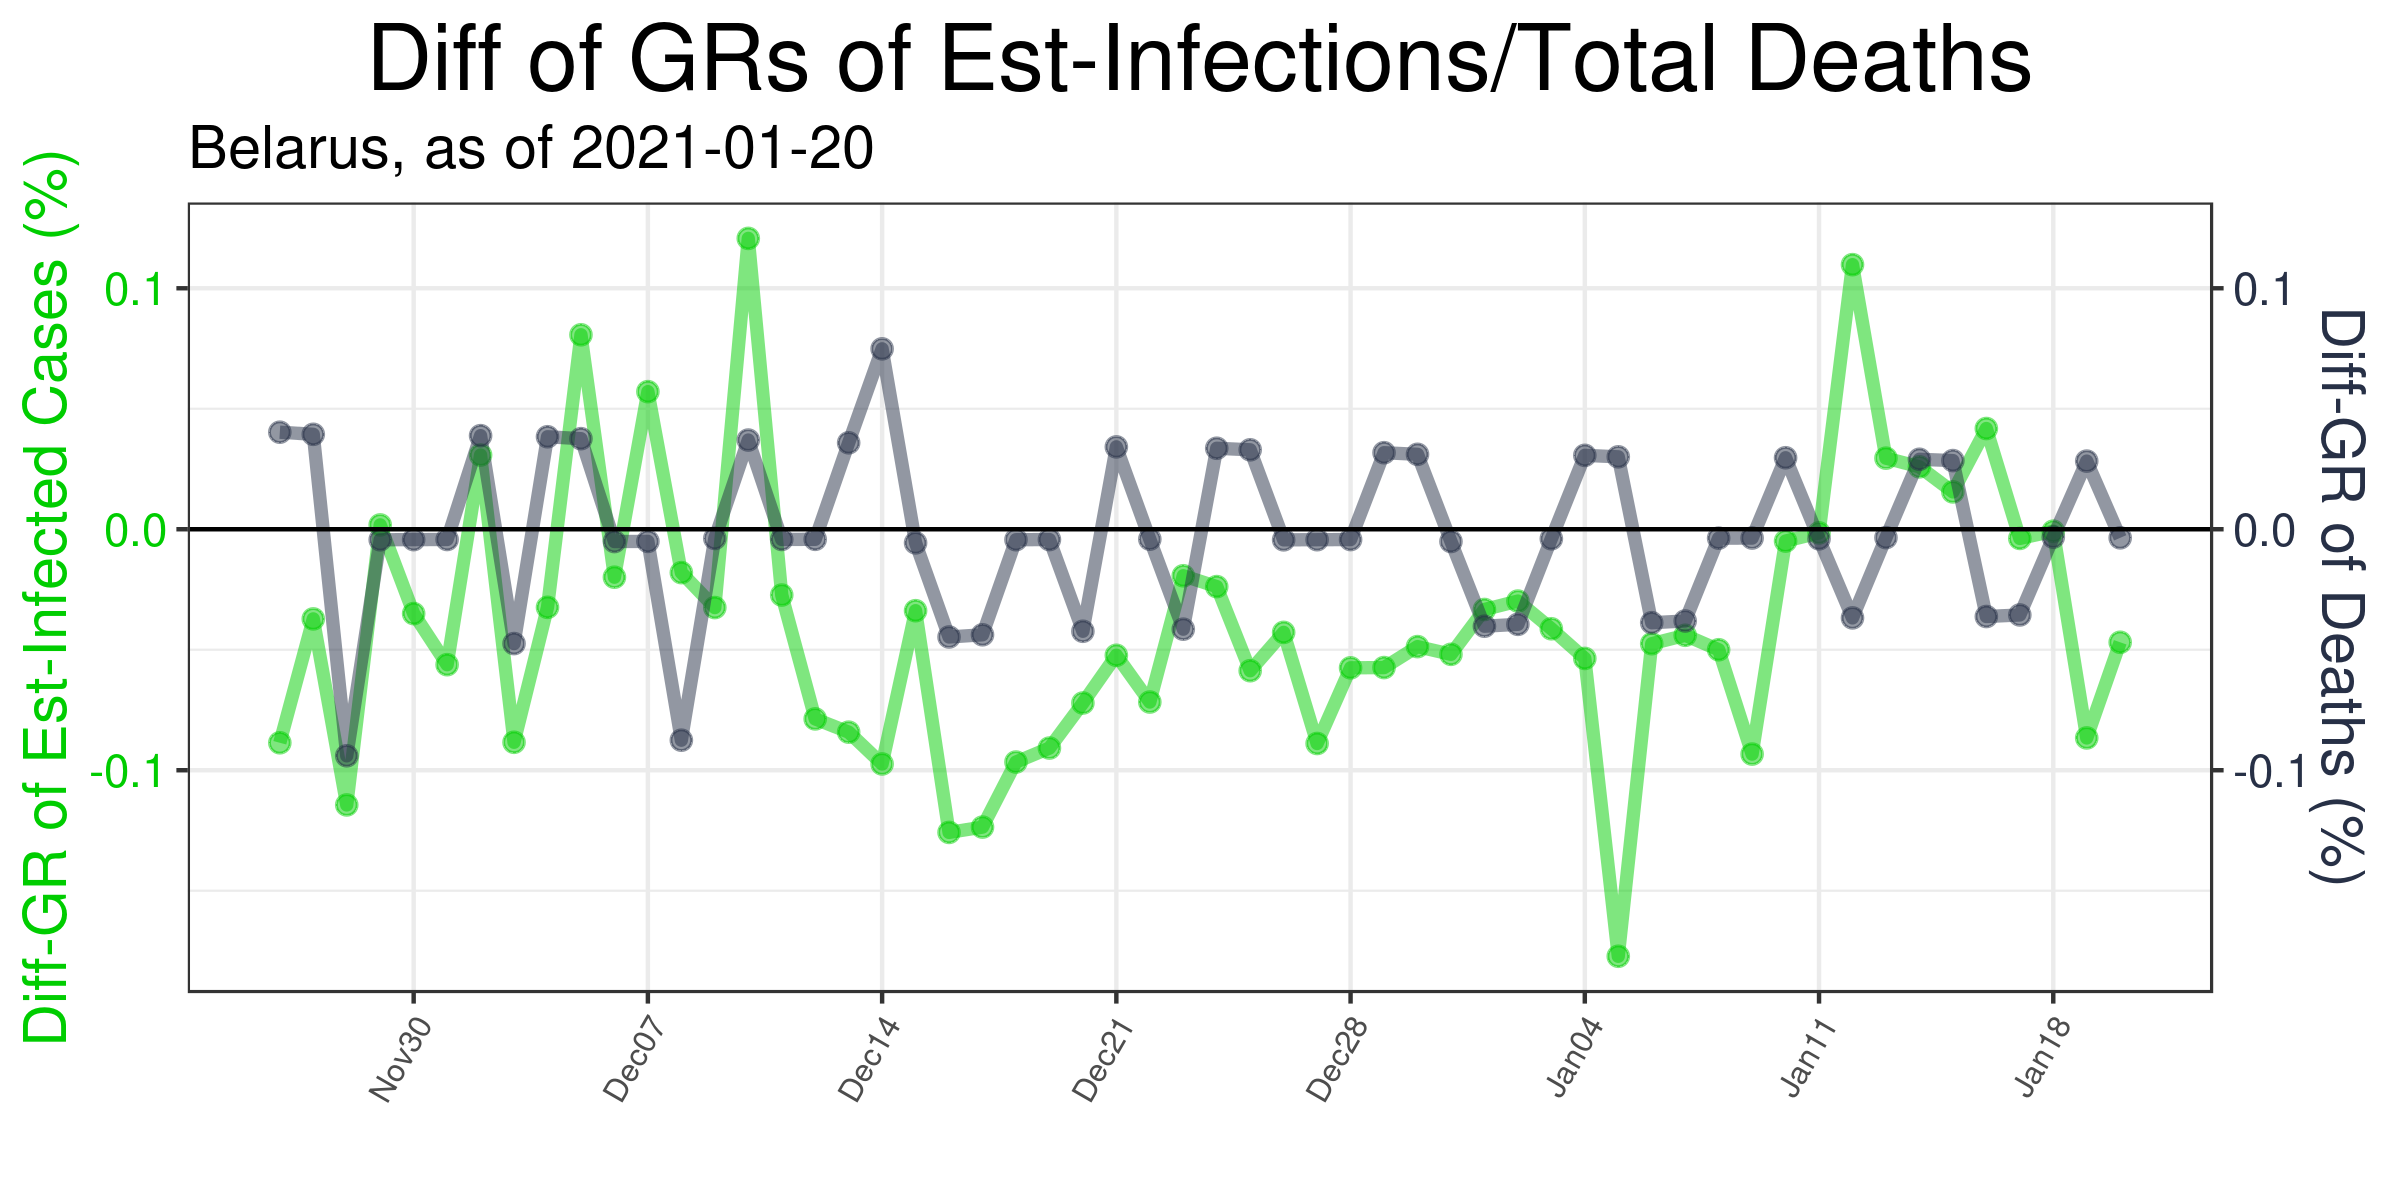 Diff of GRs of Est-Infections/Total Deaths
Belarus, as of 2021-01-20
Diff-GR of Est-Infected Cases (%)
0.1
0.0
-0.1
0.1
0.0
-0.1
Diff-GR of Deaths (%)
Nov30
Dec07
Dec14
Dec21
Dec28
Jan04
Jan11
Jan18